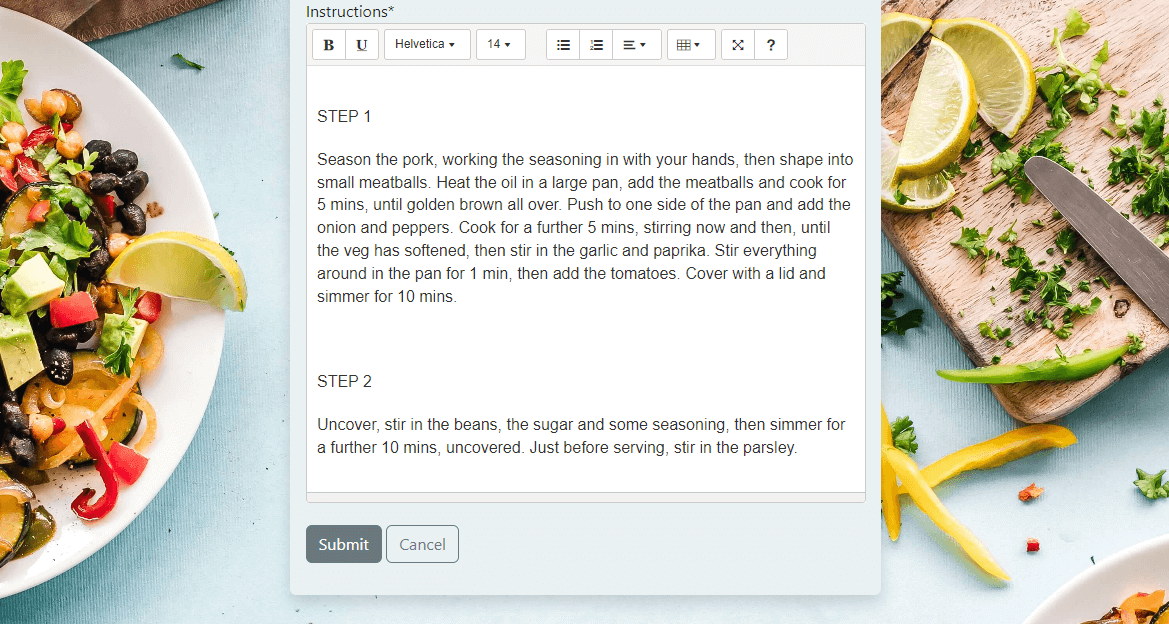 Instructions*
B U Helvetica 14 ?
STEP 1
Season the pork, working the seasoning in with your hands, then shape into
small meatballs. Heat the oil in a large pan, add the meatballs and cook for
5 mins, until golden brown all over. Push to one side of the pan and add the
onion and peppers. Cook for a further 5 mins, stirring now and then, until
the veg has softened, then stir in the garlic and paprika. Stir everything
around in the pan for 1 min, then add the tomatoes. Cover with a lid and
simmer for 10 mins.
STEP 2
Uncover, stir in the beans, the sugar and some seasoning, then simmer for
a further 10 mins, uncovered. Just before serving, stir in the parsley.
Submit Cancel